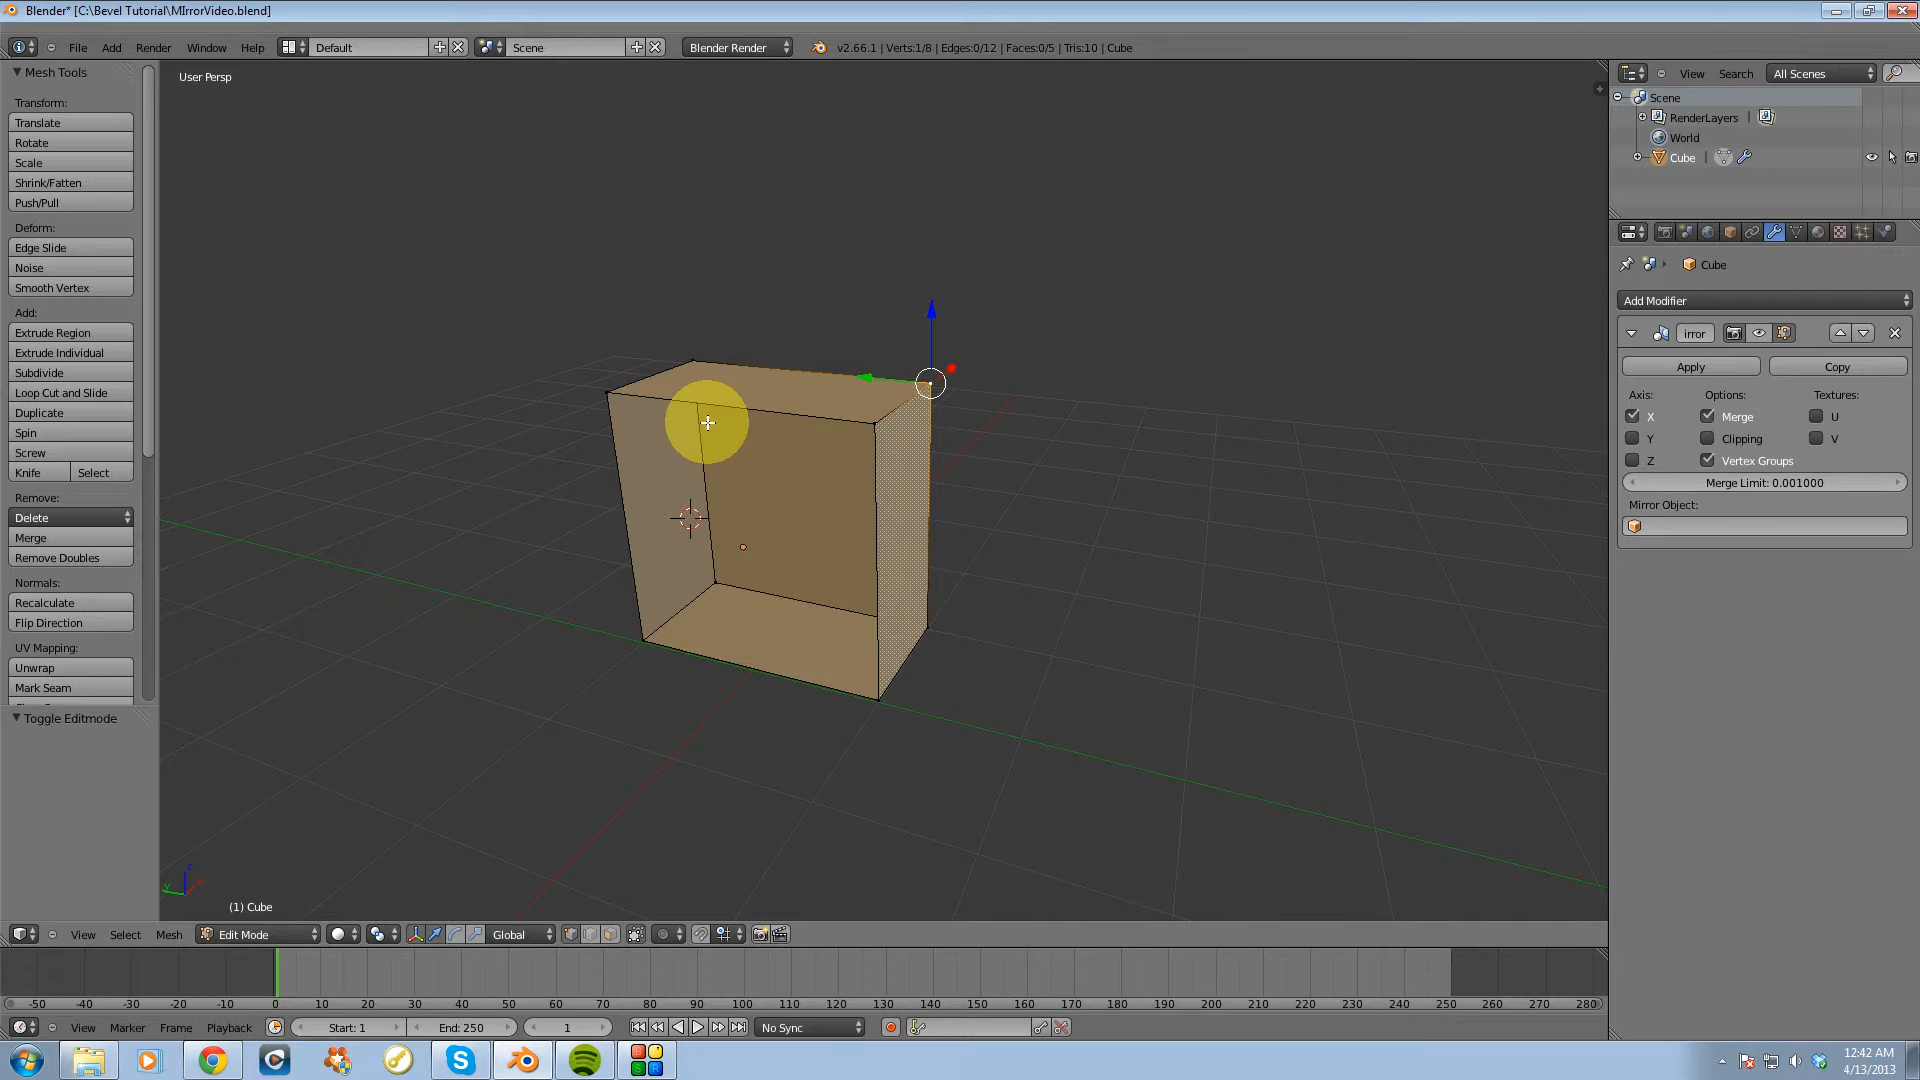 Blender* [C:\Bevel Tutorial\MIrrorVideo.blend]
File Add Render Window Help Default Scene Blender Render v2.66.1 | Verts:1/8 | Edges:0/12 | Faces:0/5 | Tris:10 | Cube
Mesh Tools
Transform:
Translate
Rotate
Scale
Shrink/Fatten
Push/Pull
Deform:
Edge Slide
Noise
Smooth Vertex
Add:
Extrude Region
Extrude Individual
Subdivide
Loop Cut and Slide
Duplicate
Spin
Screw
Knife Select
Remove:
Delete
Merge
Remove Doubles
Normals:
Recalculate
Flip Direction
UV Mapping:
Unwrap
Mark Seam
Toggle Editmode
User Persp
(1) Cube
View Search All Scenes
Scene
RenderLayers
World
Cube
Cube
Add Modifier
irror
Apply Copy
Axis: Options: Textures:
X Merge U
Y Clipping V
Z Vertex Groups
Merge Limit: 0.001000
Mirror Object:
View Select Mesh Edit Mode Global
-50 -40 -30 -20 -10 0 10 20 30 40 50 60 70 80 90 100 110 120 130 140 150 160 170 180 190 200 210 220 230 240 250 260 270 280
View Marker Frame Playback Start: 1 End: 250 1 No Sync
12:42 AM
4/13/2013